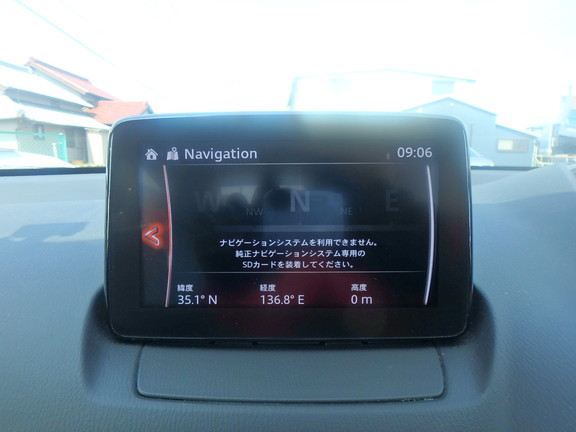 Navigation 09:06
W N E
NW NE
ナビゲーションシステムを利用できません。
純正ナビゲーションシステム専用の
SDカードを装着してください。
緯度 経度 高度
35.1° N 136.8° E 0 m